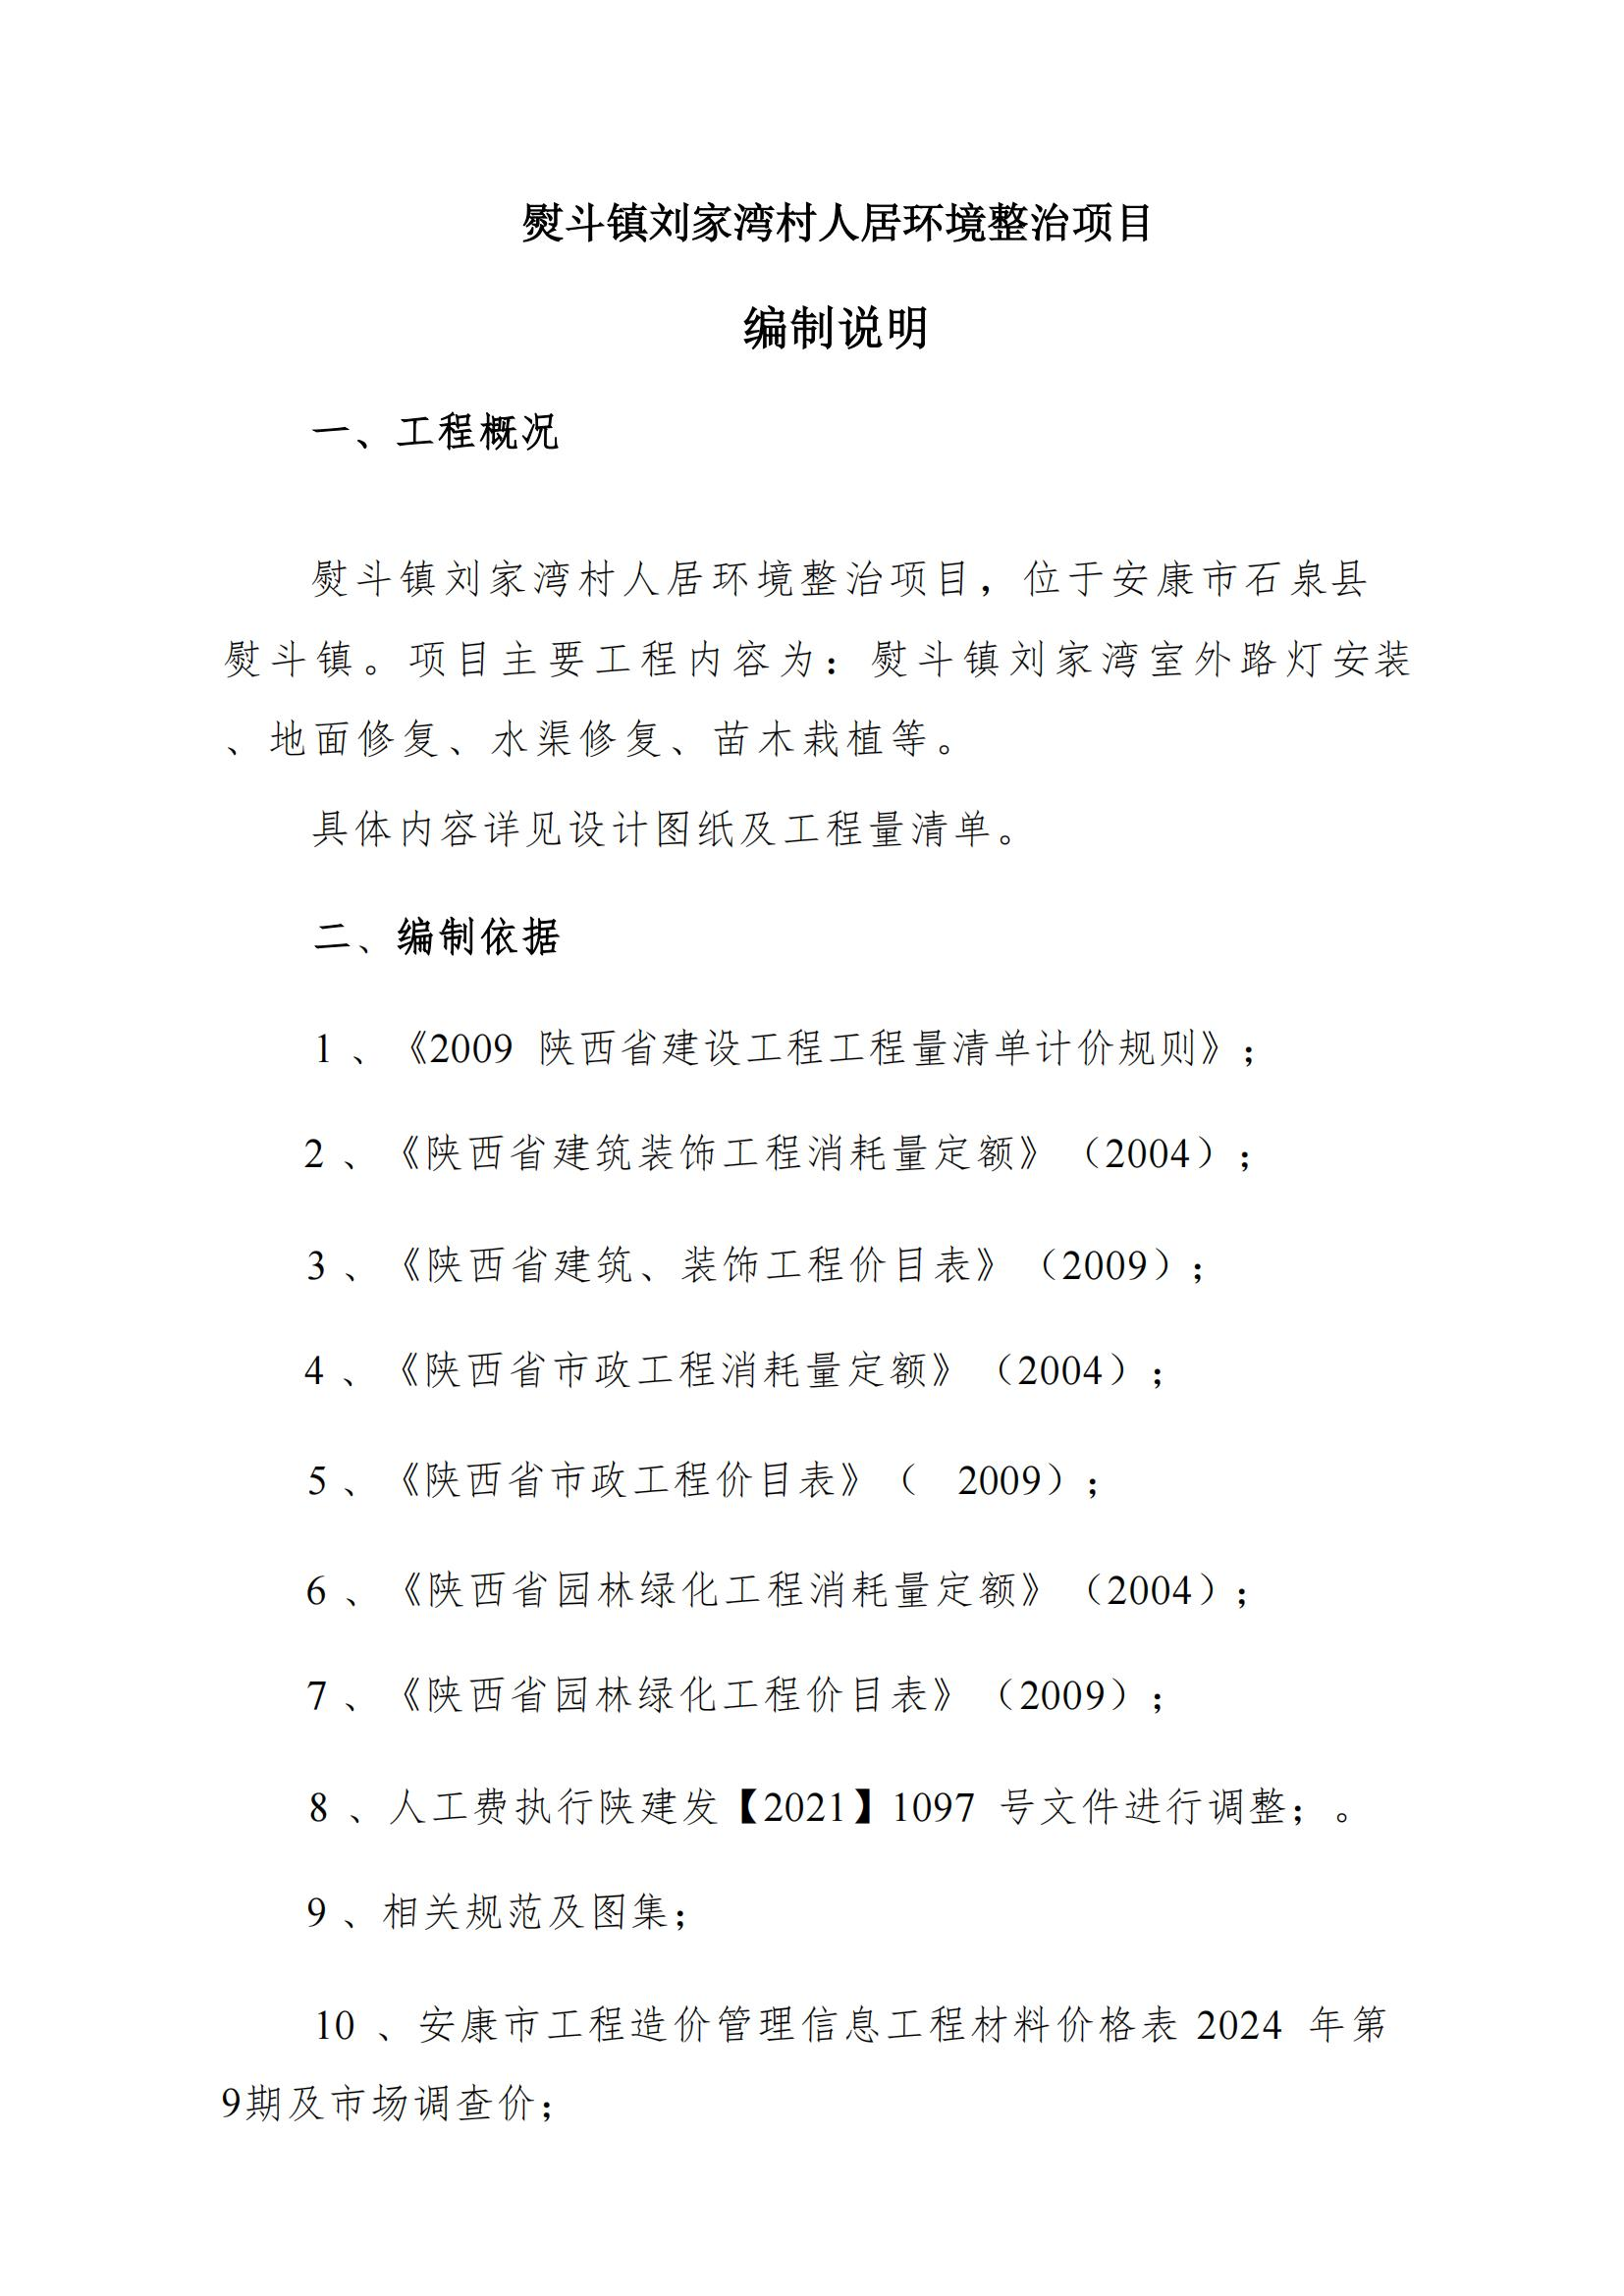 熨斗镇刘家湾村人居环境整治项目
编制说明
一、工程概况
熨斗镇刘家湾村人居环境整治项目，位于安康市石泉县
熨斗镇。项目主要工程内容为：熨斗镇刘家湾室外路灯安装
、地面修复、水渠修复、苗木栽植等。
具体内容详见设计图纸及工程量清单。
二、编制依据
1 、《2009 陕西省建设工程工程量清单计价规则》；
2 、《陕西省建筑装饰工程消耗量定额》（2004）；
3 、《陕西省建筑、装饰工程价目表》（2009）；
4 、《陕西省市政工程消耗量定额》（2004）；
5 、《陕西省市政工程价目表》（ 2009）；
6 、《陕西省园林绿化工程消耗量定额》（2004）；
7 、《陕西省园林绿化工程价目表》（2009）；
8 、人工费执行陕建发【2021】1097 号文件进行调整；。
9 、相关规范及图集；
10 、安康市工程造价管理信息工程材料价格表 2024 年第
9期及市场调查价；